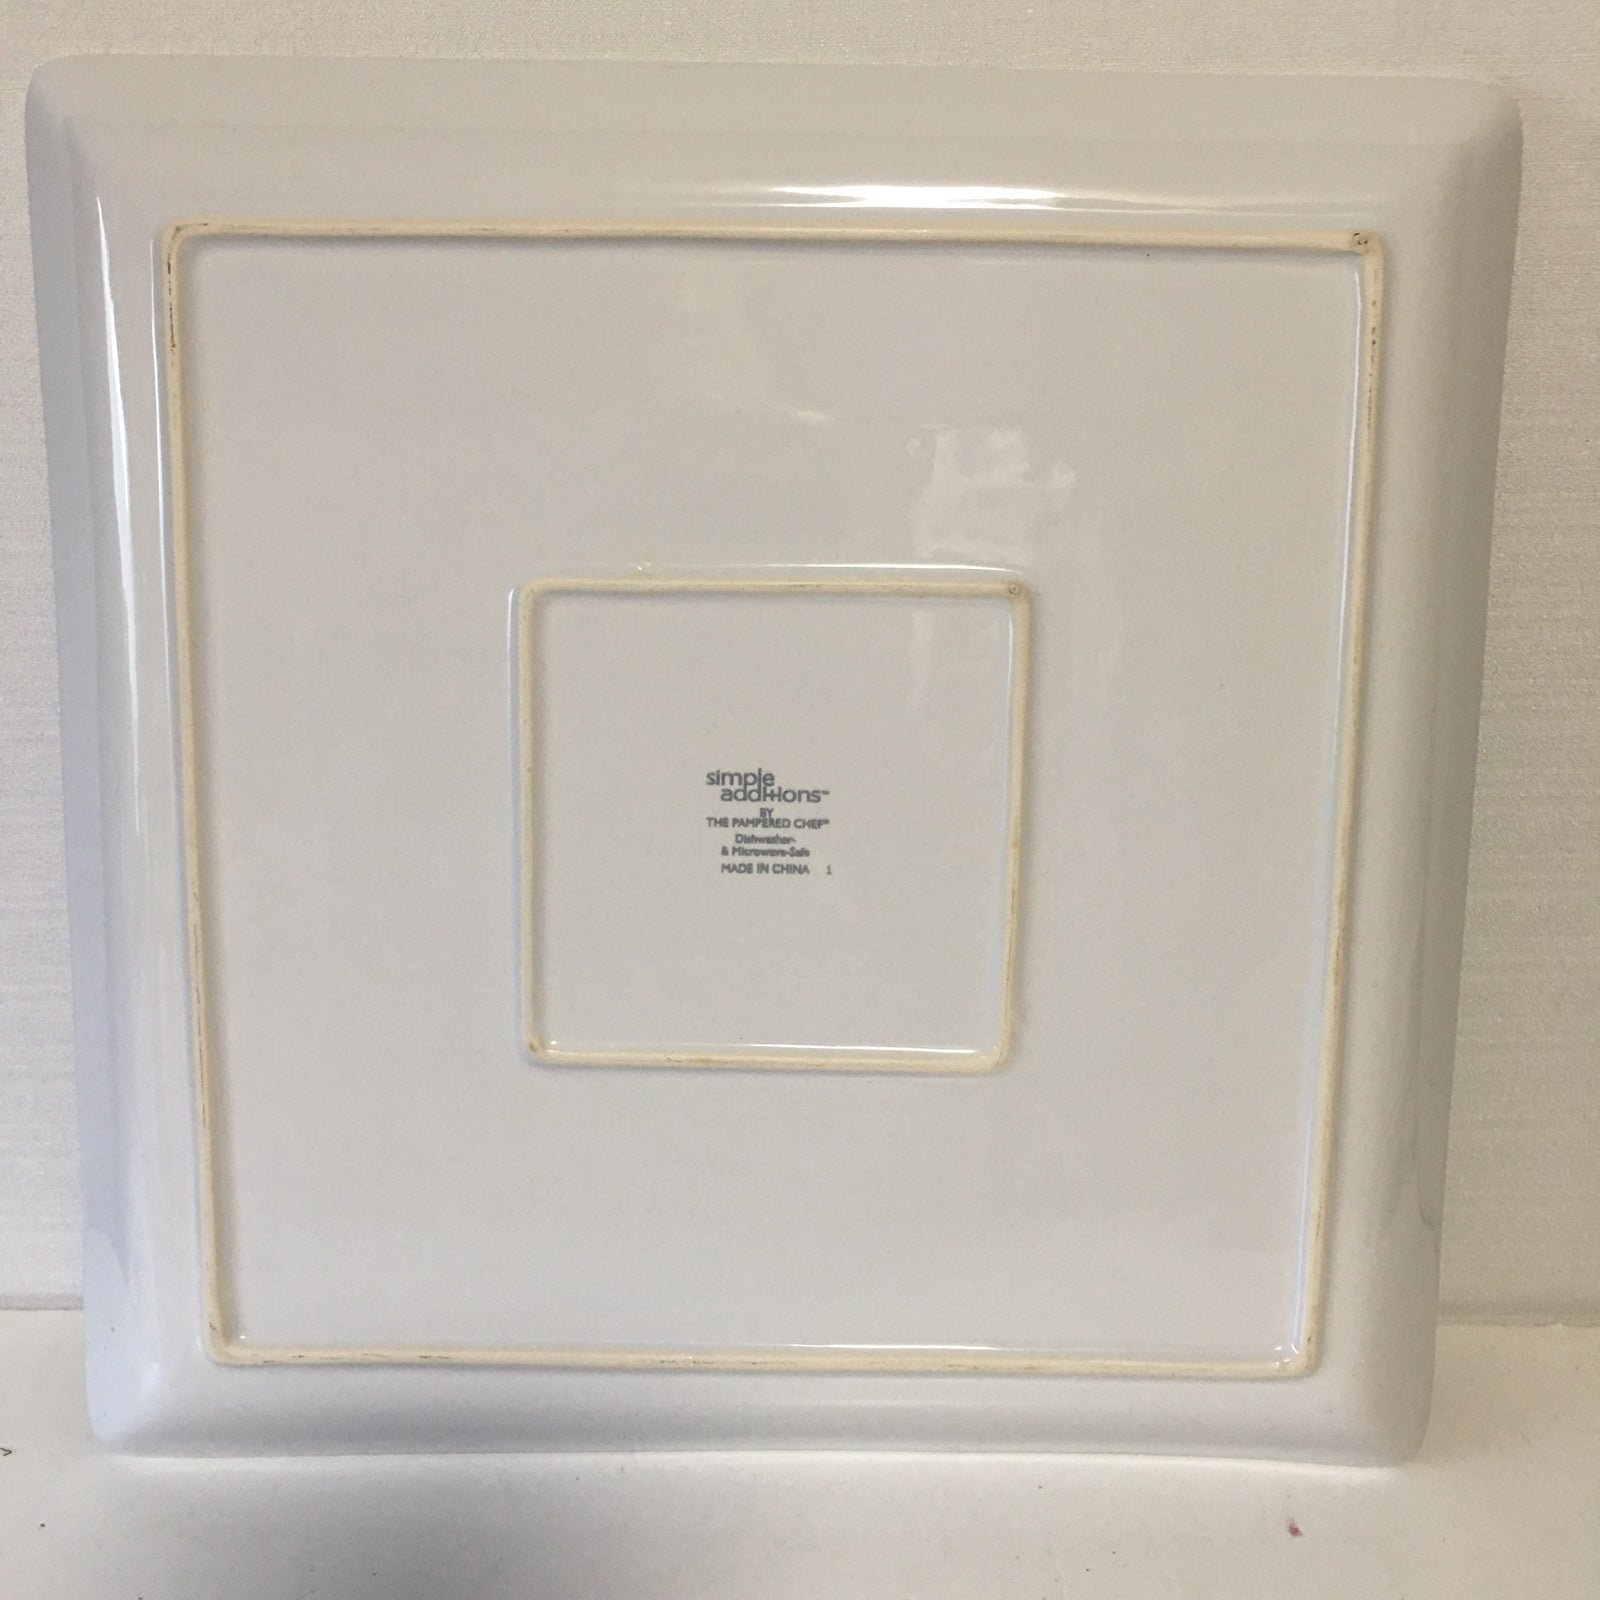 simple
additions™
BY
THE PAMPERED CHEF®
Dishwasher-
& Microwave-Safe
MADE IN CHINA 1